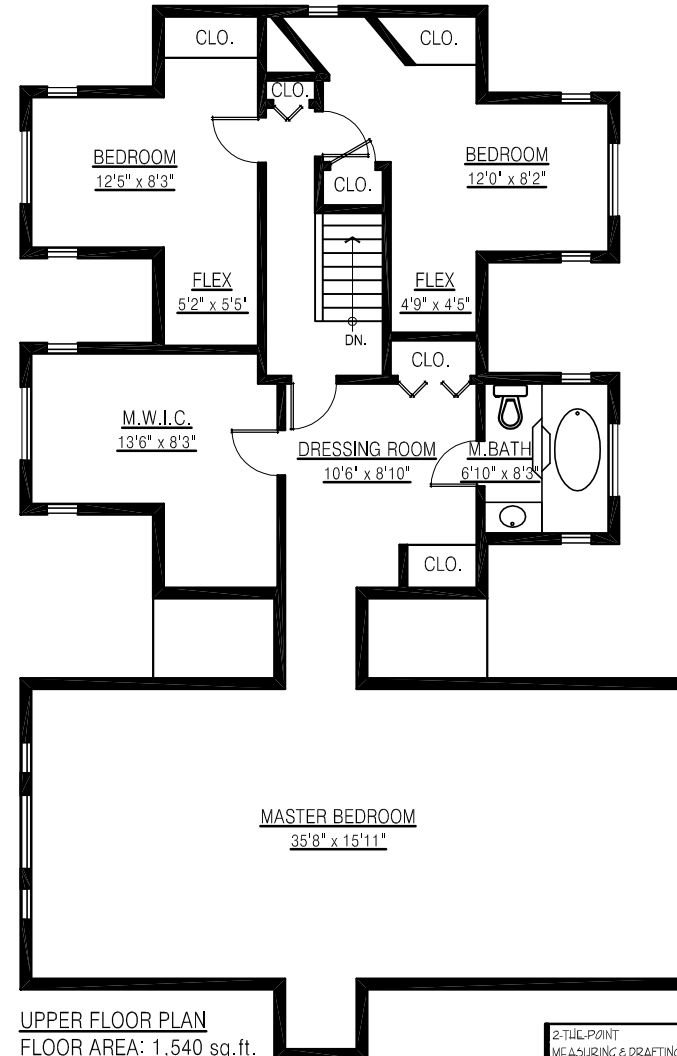 CLO.
CLO.
CLO.
BEDROOM
12'5" x 8'3"
BEDROOM
12'0" x 8'2"
CLO.
FLEX
5'2" x 5'5'
FLEX
4'9" x 4'5"
DN.
CLO.
M.W.I.C.
13'6" x 8'3"
DRESSING ROOM
10'6' x 8'10"
M.BATH
6'10" x 8'3"
CLO.
MASTER BEDROOM
35'8" x 15'11"
UPPER FLOOR PLAN
FLOOR AREA: 1,540 sq.ft.
2-THE-POINT
MEASURING & DRAFTING